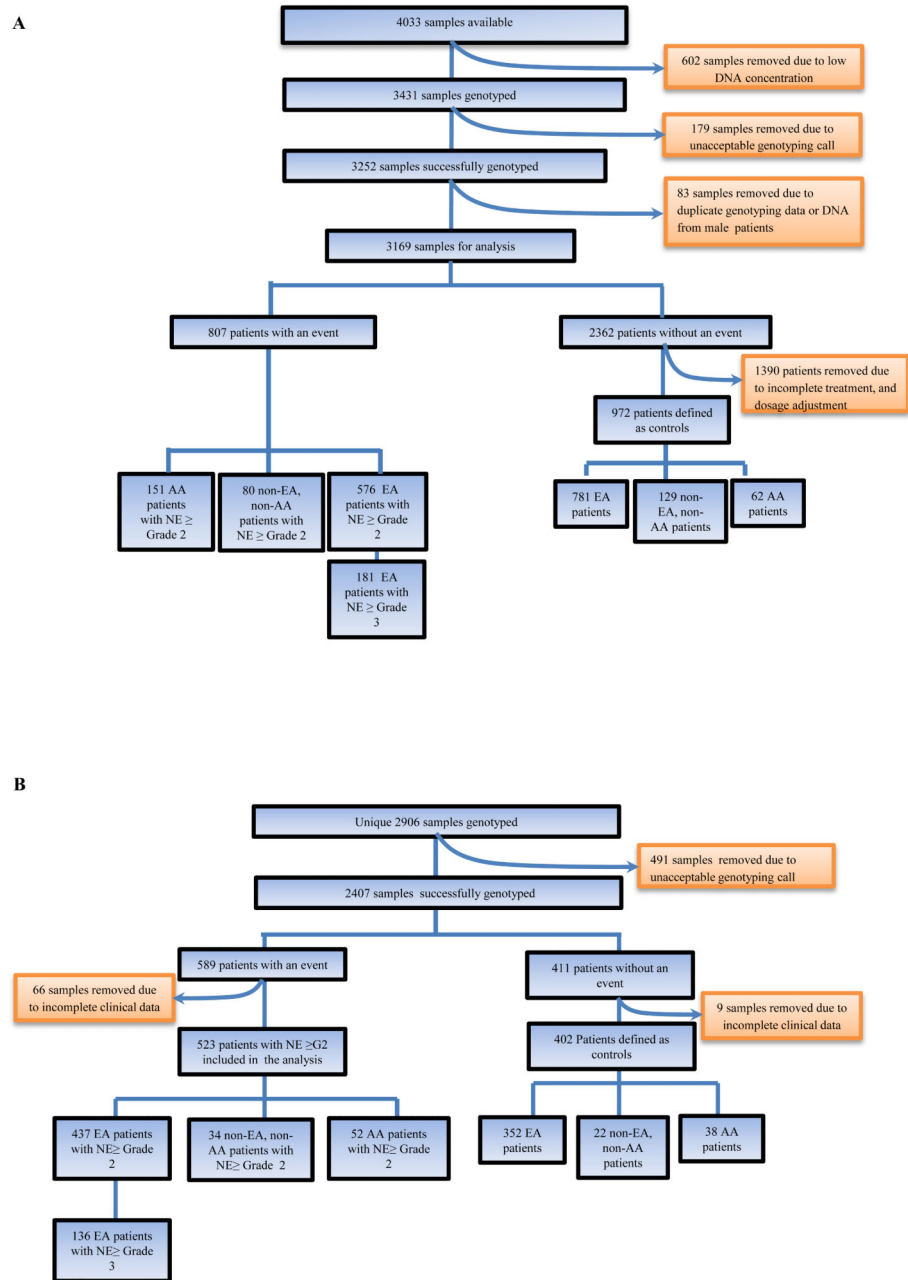 A
4033 samples available
602 samples removed due to low
DNA concentration
3431 samples genotyped
179 samples removed due to
unacceptable genotyping call
3252 samples successfully genotyped
83 samples removed due to
duplicate genotyping data or DNA
from male patients
3169 samples for analysis
807 patients with an event
2362 patients without an event
1390 patients removed due
to incomplete treatment, and
dosage adjustment
972 patients defined
as controls
151 AA
patients
with NE ≥
Grade 2
80 non-EA,
non-AA
patients with
NE ≥ Grade 2
576 EA
patients with
NE ≥ Grade
2
781 EA
patients
129 non-
EA, non-
AA patients
62 AA
patients
181 EA
patients with
NE ≥ Grade
3
B
Unique 2906 samples genotyped
491 samples removed due to
unacceptable genotyping call
2407 samples successfully genotyped
589 patients with an event
411 patients without an
event
66 samples removed due
to incomplete clinical data
9 samples removed due to
incomplete clinical data
523 patients with NE ≥G2
included in the analysis
402 Patients defined as
controls
437 EA patients
with NE≥ Grade
2
34 non-EA, non-
AA patients with
NE≥ Grade 2
52 AA patients
with NE≥ Grade
2
352 EA
patients
22 non-EA,
non-AA
patients
38 AA
patients
136 EA patients
with NE≥ Grade
3